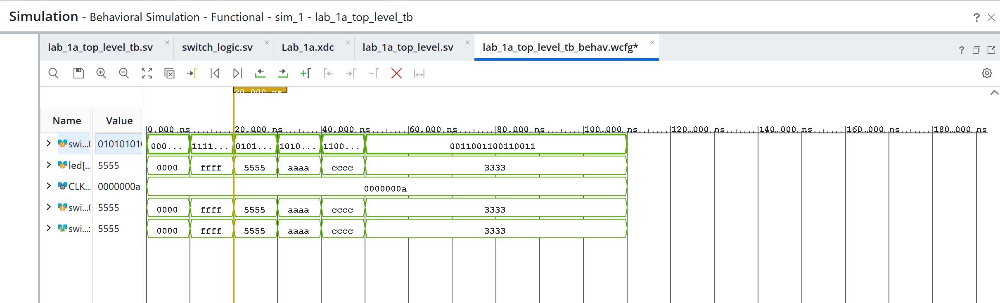 Simulation - Behavioral Simulation - Functional - sim_1 - lab_1a_top_level_tb
?
lab_1a_top_level_tb.sv switch_logic.sv Lab_1a.xdc lab_1a_top_level.sv lab_1a_top_level_tb_behav.wcfg*
?
20.000 ns
Name Value
0.000 ns 20.000 ns 40.000 ns 60.000 ns 80.000 ns 100.000 ns 120.000 ns 140.000 ns 160.000 ns 180.000 ns
swi... 010101010 000... 1111... 0101... 1010... 1100... 0011001100110011
led[... 5555 0000 ffff 5555 aaaa cccc 3333
CLK... 0000000a 0000000a
swi... 5555 0000 ffff 5555 aaaa cccc 3333
swi...: 5555 0000 ffff 5555 aaaa cccc 3333